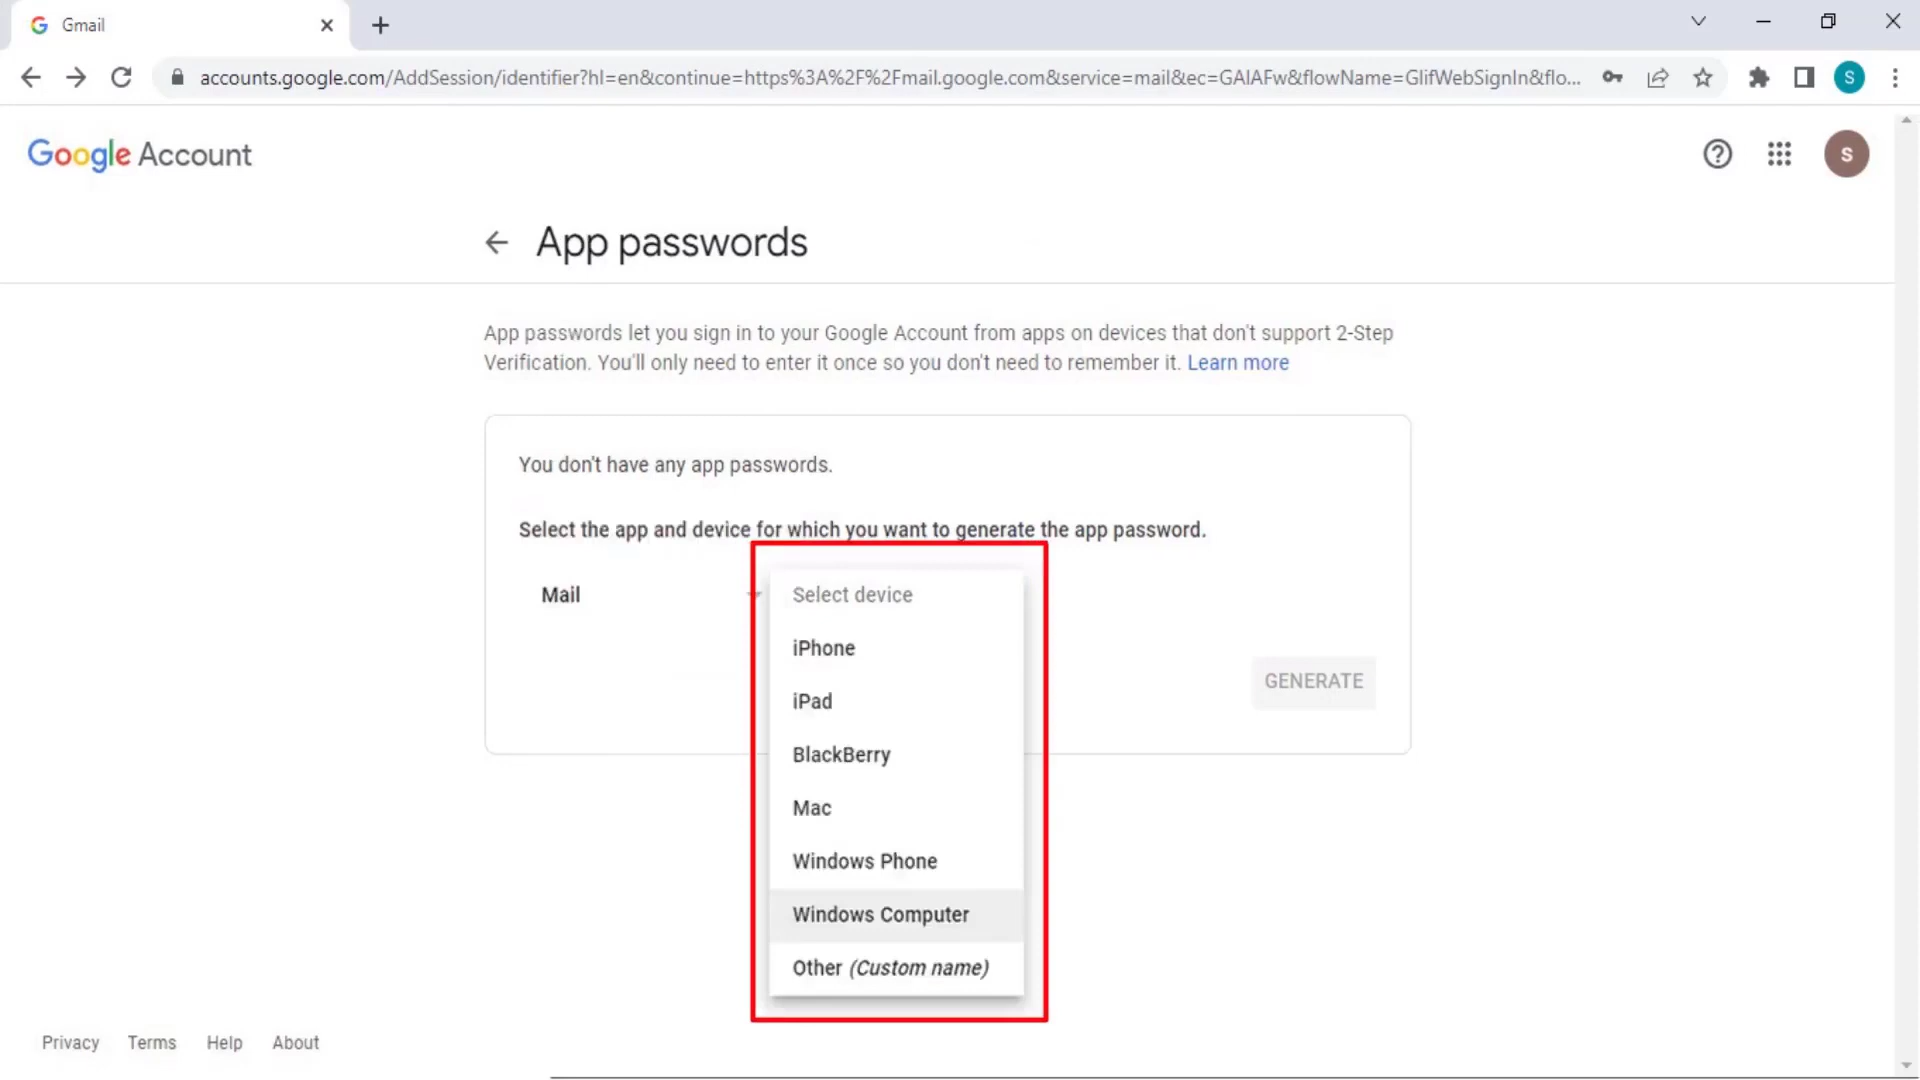 Gmail
accounts.google.com/AddSession/identifier?hl=en&continue=https%3A%2F%2Fmail.google.com&service=mail&ec=GAlAFw&flowName=GlifWebSignIn&flo...
S
Google Account
S
App passwords
App passwords let you sign in to your Google Account from apps on devices that don't support 2-Step
Verification. You'll only need to enter it once so you don't need to remember it. Learn more
You don't have any app passwords.
Select the app and device for which you want to generate the app password.
Mail
Select device
iPhone
iPad
BlackBerry
Mac
Windows Phone
Windows Computer
Other (Custom name)
GENERATE
Privacy Terms Help About